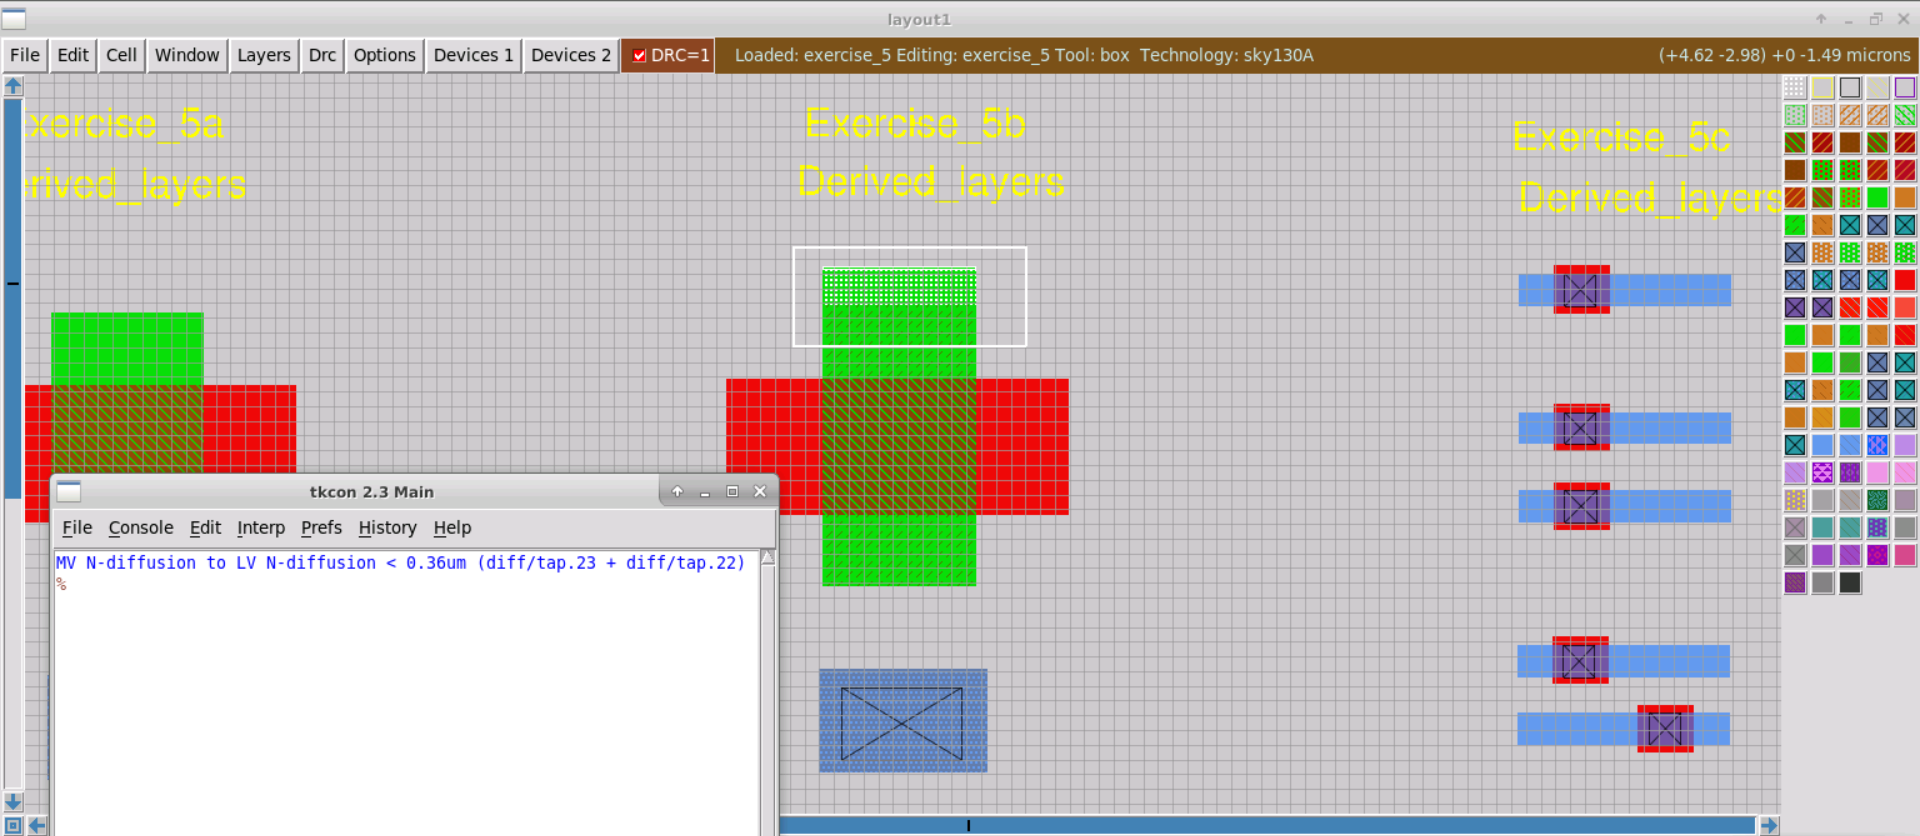 layout1
File Edit Cell Window Layers Drc Options Devices 1 Devices 2 DRC=1 Loaded: exercise_5 Editing: exercise_5 Tool: box Technology: sky130A (+4.62 -2.98) +0 -1.49 microns
xercise_5a
Exercise_5b
Exercise_5c
erived_layers
Derived_layers
Derived_layers
tkcon 2.3 Main
File Console Edit Interp Prefs History Help
MV N-diffusion to LV N-diffusion < 0.36um (diff/tap.23 + diff/tap.22)
%